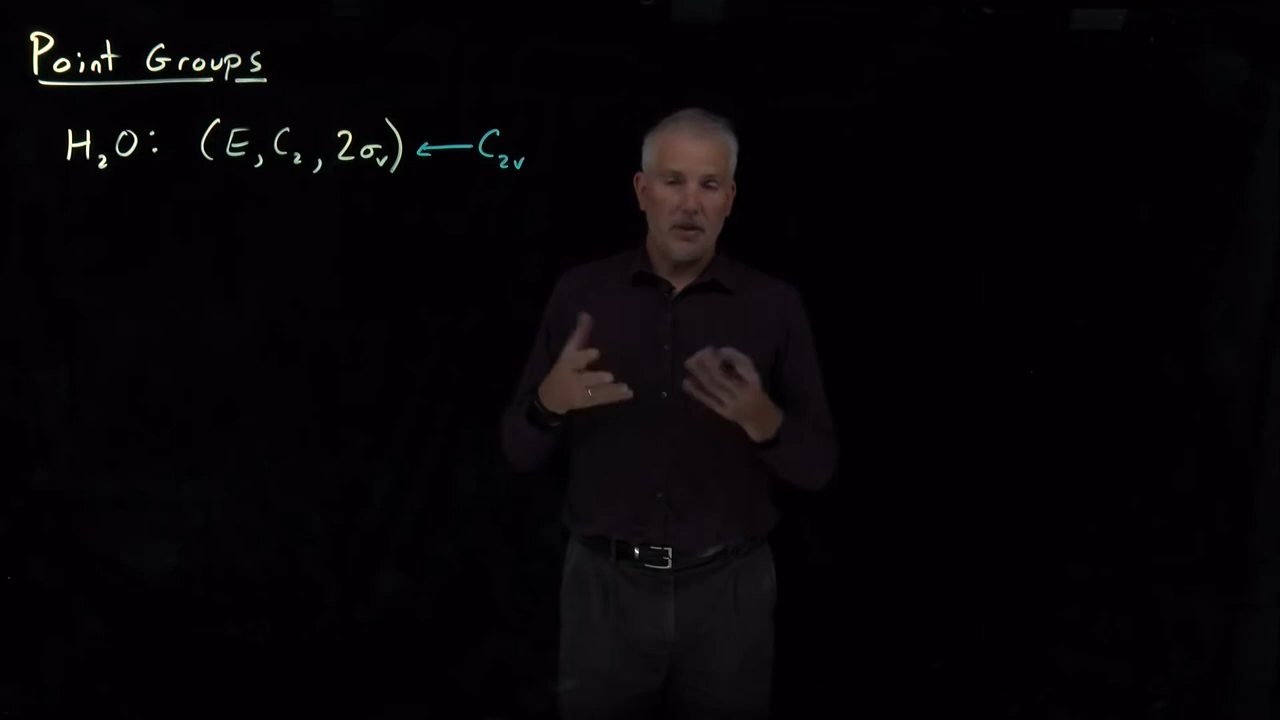 Point Groups
H₂O: (E, C₂, 2σᵥ) ← C₂ᵥ